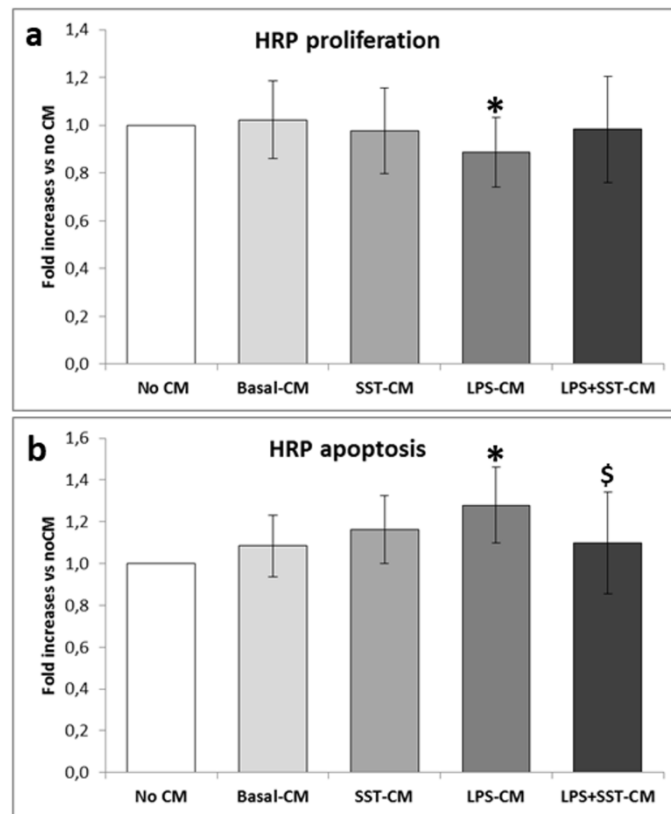 a
HRP proliferation
Fold increases vs no CM
1,4
1,2
*
1,0
0,8
0,6
0,4
0,2
0,0
No CM Basal-CM SST-CM LPS-CM LPS+SST-CM
b
HRP apoptosis
Fold increases vs noCM
1,6
*
$
1,4
1,2
1,0
0,8
0,6
0,4
0,2
0,0
No CM Basal-CM SST-CM LPS-CM LPS+SST-CM